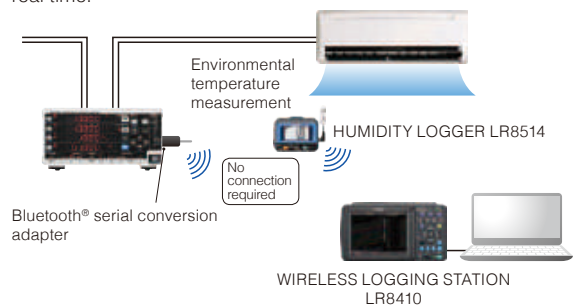 real time.
Environmental
temperature
measurement
HUMIDITY LOGGER LR8514
No
connection
required
Bluetooth® serial conversion
adapter
WIRELESS LOGGING STATION
LR8410